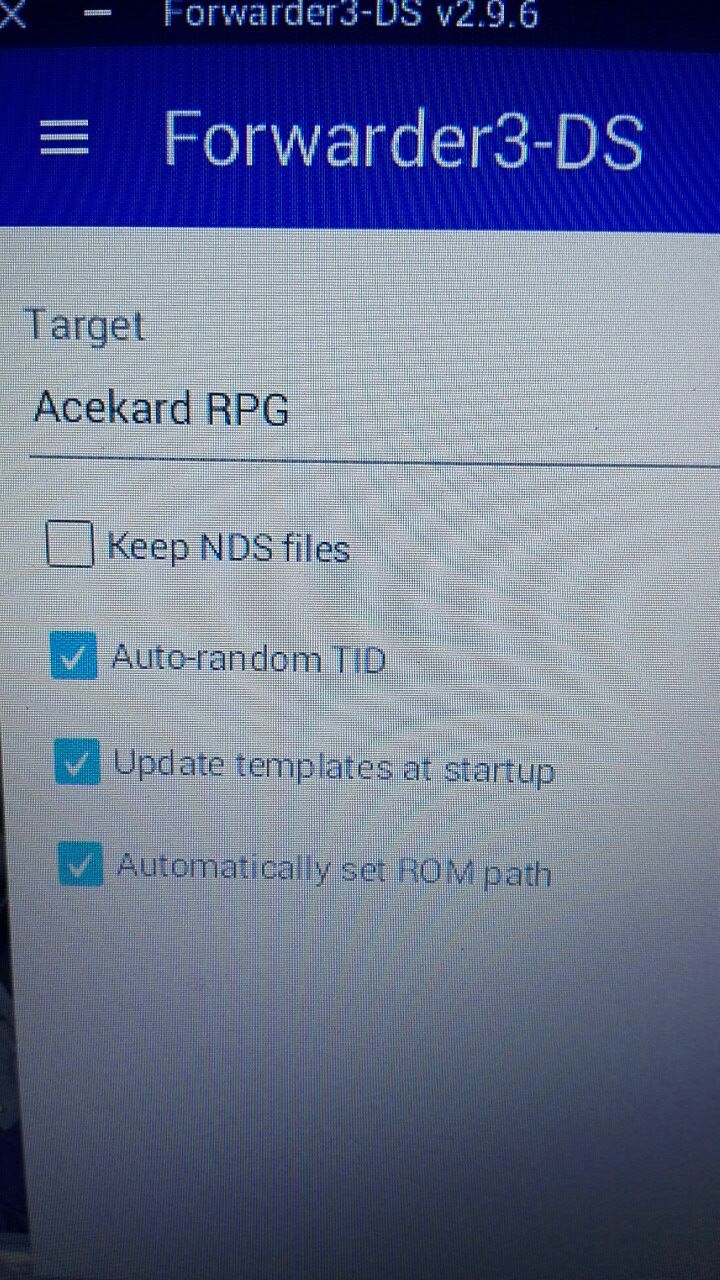 Forwarder3-DS v2.9.6
Forwarder3-DS
Target
Acekard RPG
Keep NDS files
Auto-random TID
Update templates at startup
Automatically set ROM path